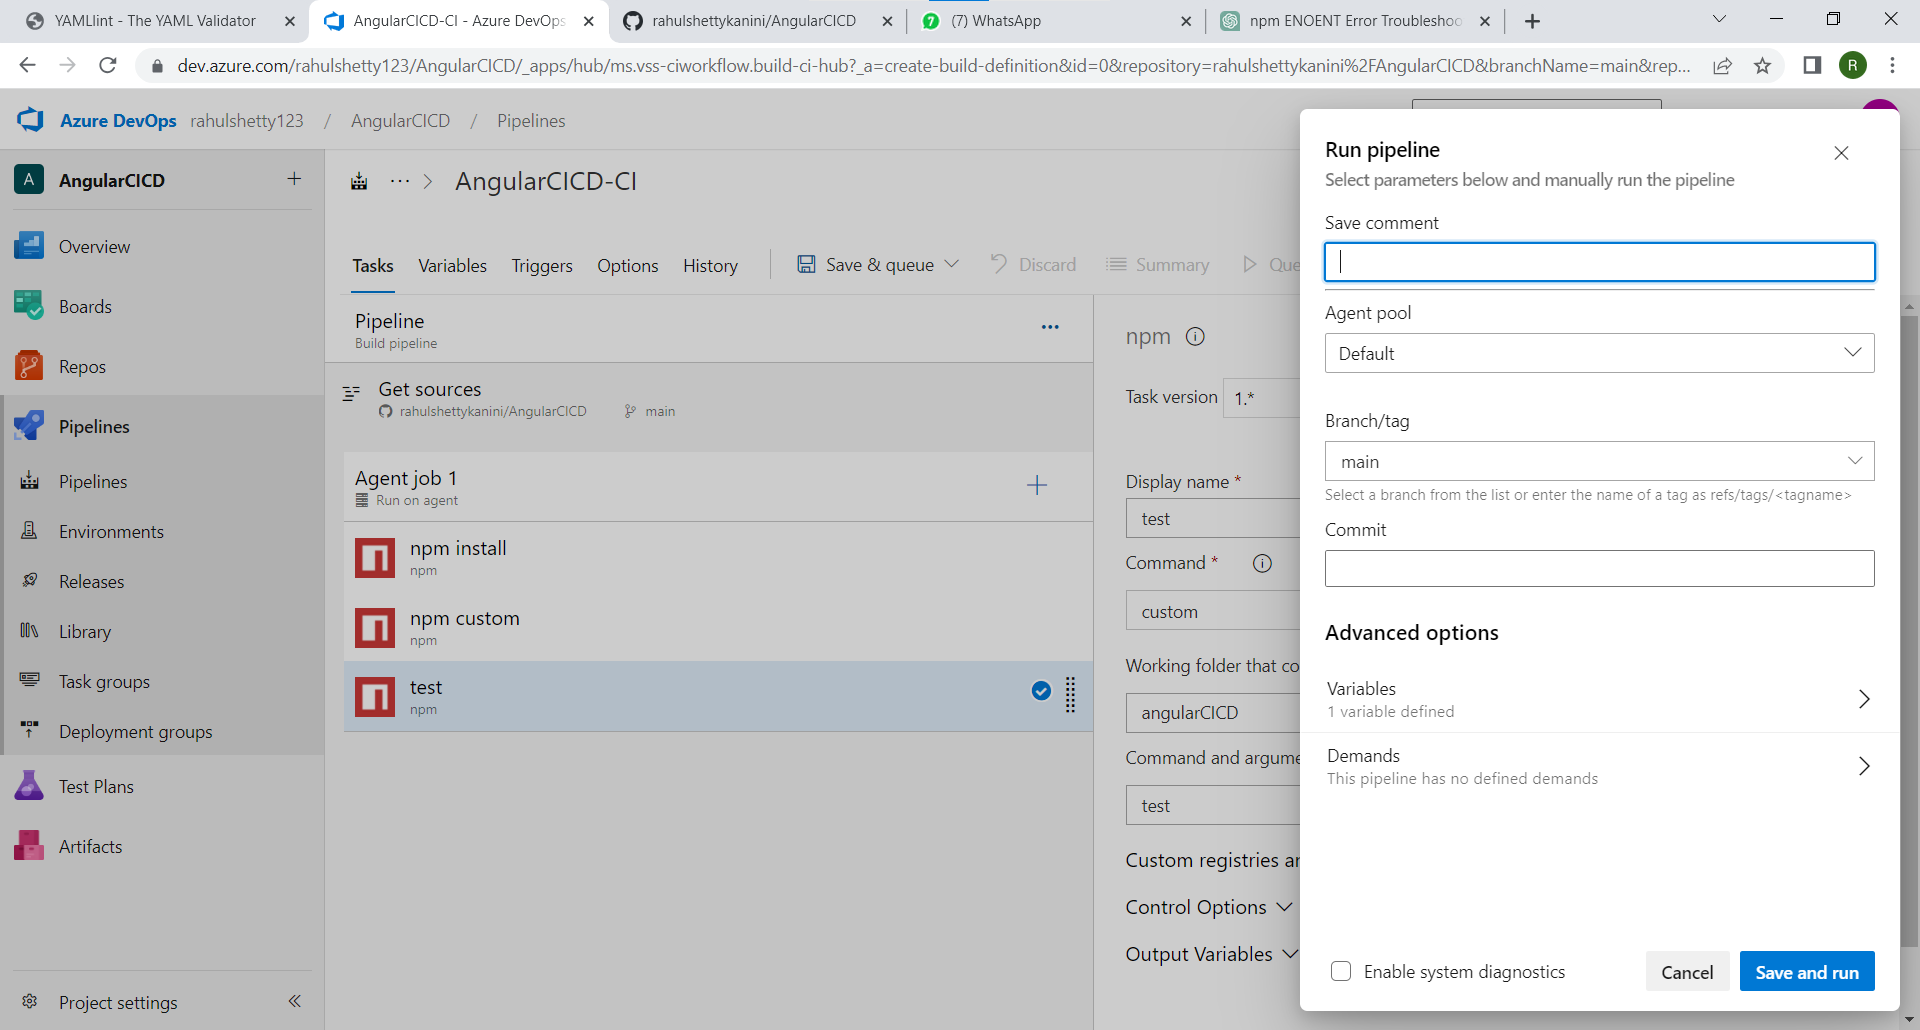 YAMLlint - The YAML Validator
AngularCICD-CI - Azure DevOps
rahulshettykanini/AngularCICD
7
(7) WhatsApp
npm ENOENT Error Troubleshoo
dev.azure.com/rahulshetty123/AngularCICD/_apps/hub/ms.vss-ciworkflow.build-ci-hub?_a=create-build-definition&id=0&repository=rahulshettykanini%2FAngularCICD&branchName=main&rep...
R
Azure DevOps rahulshetty123 / AngularCICD / Pipelines
A AngularCICD
Overview
Boards
Repos
Pipelines
Pipelines
Environments
Releases
Library
Task groups
Deployment groups
Test Plans
Artifacts
Project settings
... > AngularCICD-CI
Tasks Variables Triggers Options History Save & queue Discard Summary Que
Pipeline
Build pipeline
Get sources
rahulshettykanini/AngularCICD main
Agent job 1
Run on agent
npm install
npm
npm custom
npm
test
npm
npm
Task version 1.*
Display name *
test
Command *
custom
Working folder that co
angularCICD
Command and argume
test
Custom registries ar
Control Options
Output Variables
Run pipeline
Select parameters below and manually run the pipeline
Save comment
Agent pool
Default
Branch/tag
main
Select a branch from the list or enter the name of a tag as refs/tags/<tagname>
Commit
Advanced options
Variables
1 variable defined
Demands
This pipeline has no defined demands
Enable system diagnostics
Cancel
Save and run